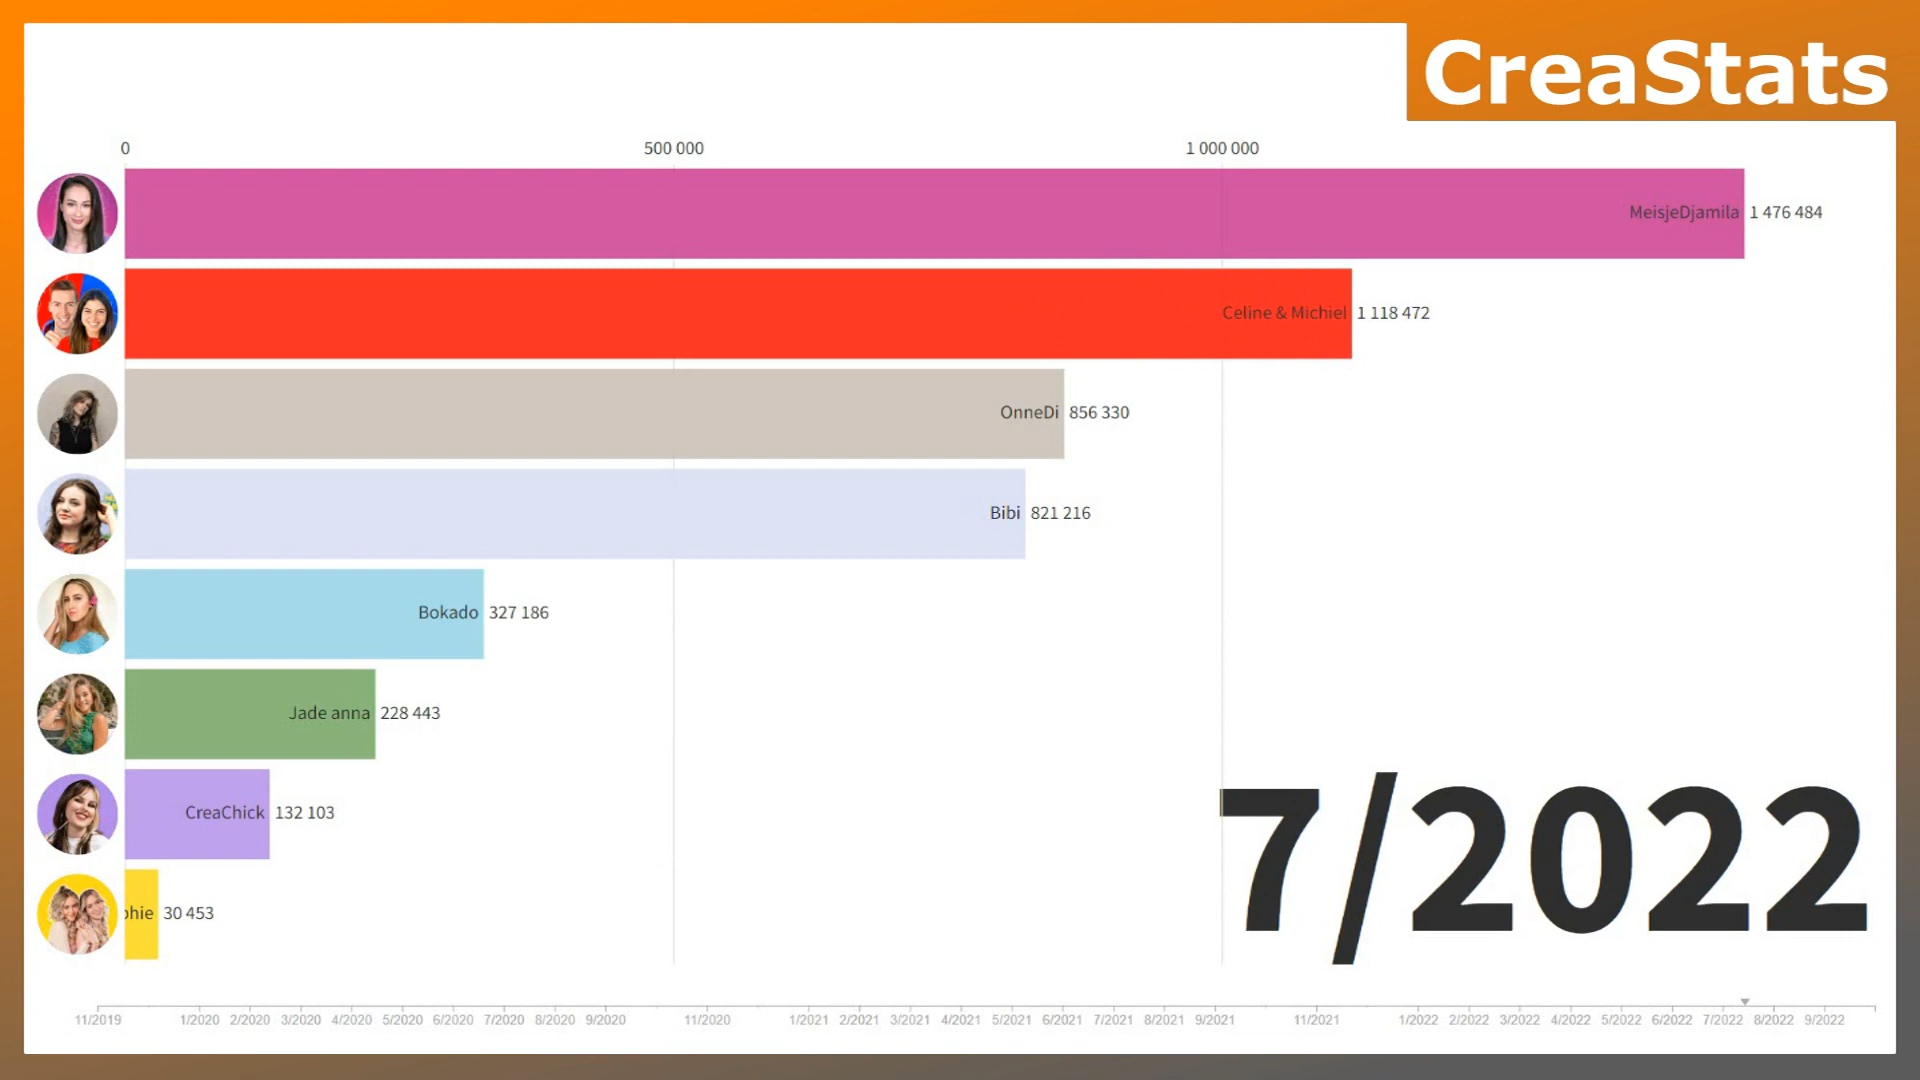 CreaStats
0 500 000 1 000 000
MeisjeDjamila 1 476 484
Celine & Michiel 1 118 472
OnneDi 856 330
Bibi 821 216
Bokado 327 186
Jade anna 228 443
CreaChick 132 103
phie 30 453
7/2022
11/2019 1/2020 2/2020 3/2020 4/2020 5/2020 6/2020 7/2020 8/2020 9/2020 11/2020 1/2021 2/2021 3/2021 4/2021 5/2021 6/2021 7/2021 8/2021 9/2021 11/2021 1/2022 2/2022 3/2022 4/2022 5/2022 6/2022 7/2022 8/2022 9/2022